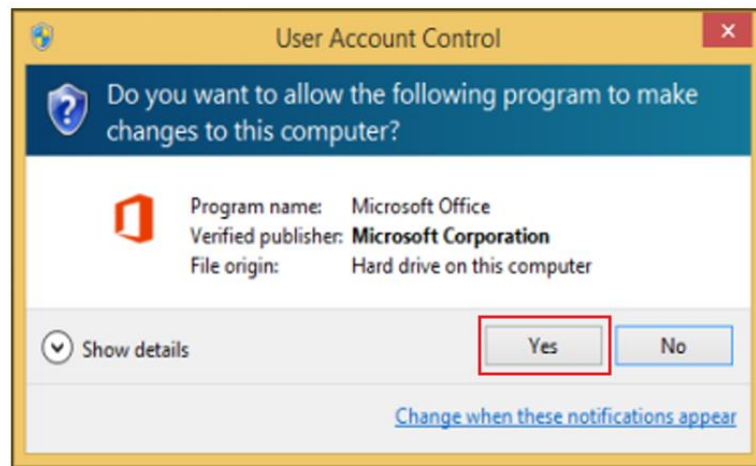 User Account Control
Do you want to allow the following program to make
changes to this computer?
Program name: Microsoft Office
Verified publisher: Microsoft Corporation
File origin: Hard drive on this computer
Show details
Yes
No
Change when these notifications appear